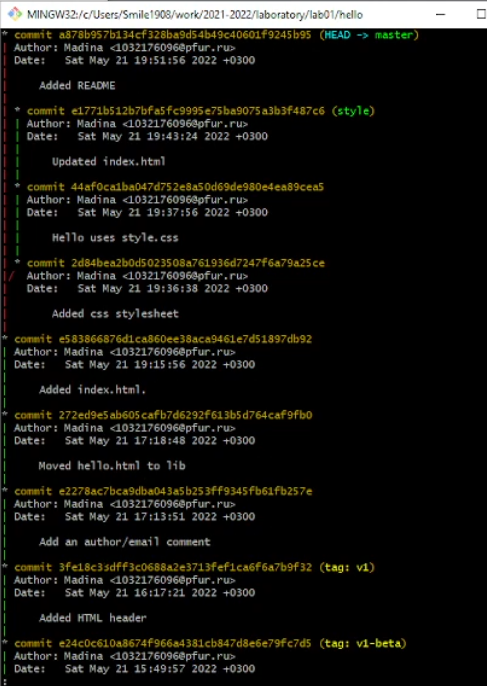 MINGW32:/c/Users/Smile1908/work/2021-2022/laboratory/lab01/hello
* commit a878b957b134cf328ba9d54b49c40601f9245b95 (HEAD -> master)
| Author: Madina <1032176096@pfur.ru>
| Date:   Sat May 21 19:51:56 2022 +0300
|
|     Added README
|
| * commit e1771b512b7bfa5fc9995e75ba9075a3b3f487c6 (style)
| | Author: Madina <1032176096@pfur.ru>
| | Date:   Sat May 21 19:43:24 2022 +0300
| |
| |     Updated index.html
| |
| * commit 44af0ca1ba047d752e8a50d69de980e4ea89cea5
| | Author: Madina <1032176096@pfur.ru>
| | Date:   Sat May 21 19:37:56 2022 +0300
| |
| |     Hello uses style.css
| |
| * commit 2d84bea2b0d5023508a761936d7247f6a79a25ce
|/  Author: Madina <1032176096@pfur.ru>
|   Date:   Sat May 21 19:36:38 2022 +0300
|
|       Added css stylesheet
|
* commit e583866876d1ca860ee38aca9461e7d51897db92
| Author: Madina <1032176096@pfur.ru>
| Date:   Sat May 21 19:15:56 2022 +0300
|
|     Added index.html.
|
* commit 272ed9e5ab605cafb7d6292f613b5d764caf9fb0
| Author: Madina <1032176096@pfur.ru>
| Date:   Sat May 21 17:18:48 2022 +0300
|
|     Moved hello.html to lib
|
* commit e2278ac7bca9dba043a5b253ff9345fb61fb257e
| Author: Madina <1032176096@pfur.ru>
| Date:   Sat May 21 17:13:51 2022 +0300
|
|     Add an author/email comment
|
* commit (tag: v1)
| Author: Madina <1032176096@pfur.ru>
| Date:   Sat May 21 16:17:21 2022 +0300
|
|     Added HTML header
|
* commit e24c0c610a8674f966a4381cb847d8e6e79fc7d5 (tag: v1-beta)
| Author: Madina <1032176096@pfur.ru>
| Date:   Sat May 21 15:49:57 2022 +0300
: